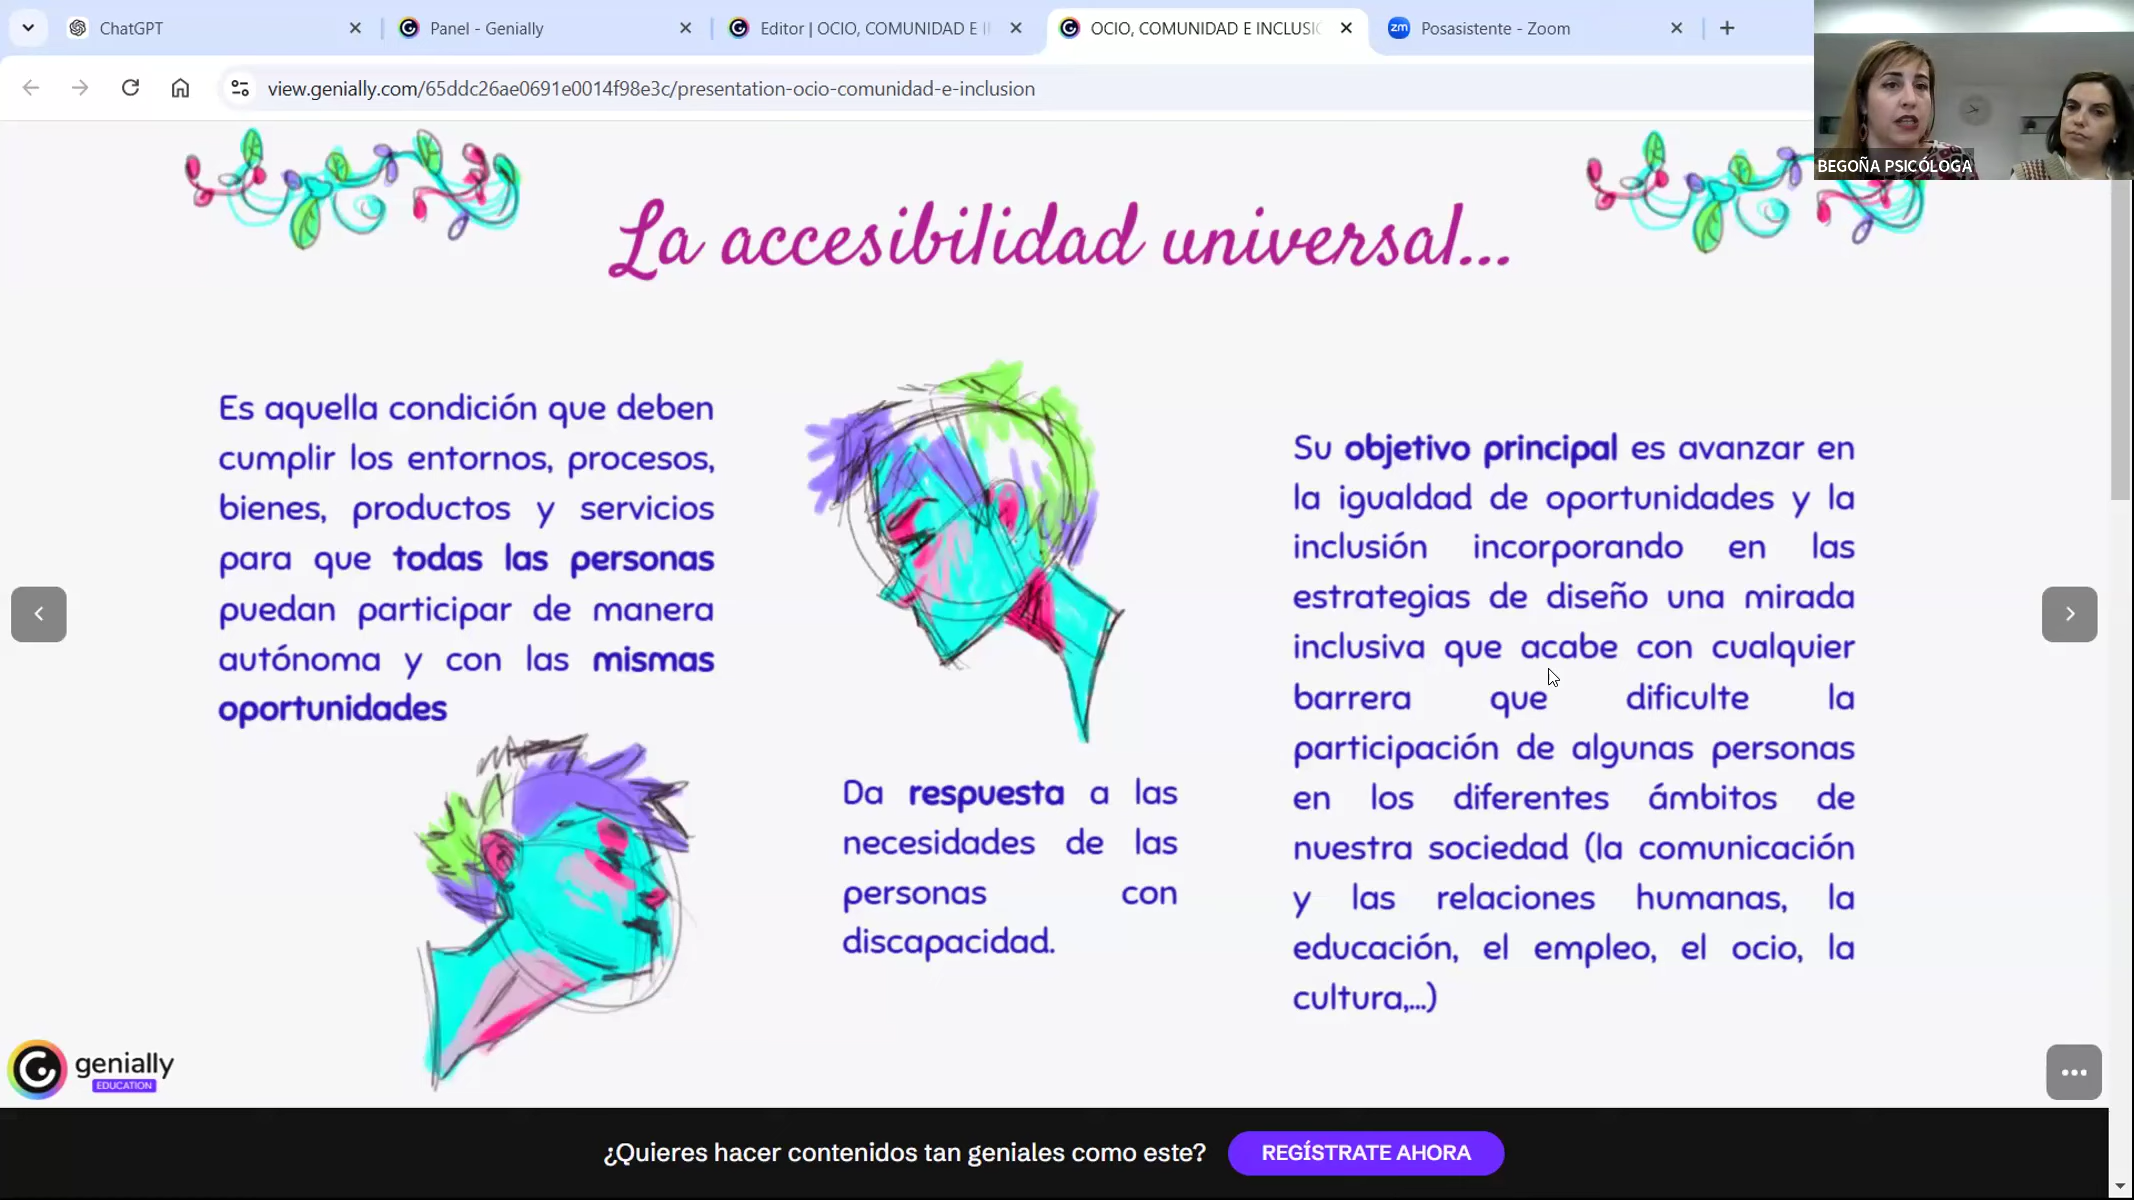 ChatGPT
Panel - Genially
Editor | OCIO, COMUNIDAD E I
OCIO, COMUNIDAD E INCLUSI
zm
Posasistente - Zoom
view.genially.com/65ddc26ae0691e0014f98e3c/presentation-ocio-comunidad-e-inclusion
BEGOÑA PSICÓLOGA
La accesibilidad universal...
Es aquella condición que deben
cumplir los entornos, procesos,
bienes, productos y servicios
para que todas las personas
puedan participar de manera
autónoma y con las mismas
oportunidades
Da respuesta a las
necesidades de las
personas con
discapacidad.
Su objetivo principal es avanzar en
la igualdad de oportunidades y la
inclusión incorporando en las
estrategias de diseño una mirada
inclusiva que acabe con cualquier
barrera que dificulte la
participación de algunas personas
en los diferentes ámbitos de
nuestra sociedad (la comunicación
y las relaciones humanas, la
educación, el empleo, el ocio, la
cultura,...)
genially
EDUCATION
¿Quieres hacer contenidos tan geniales como este?
REGÍSTRATE AHORA